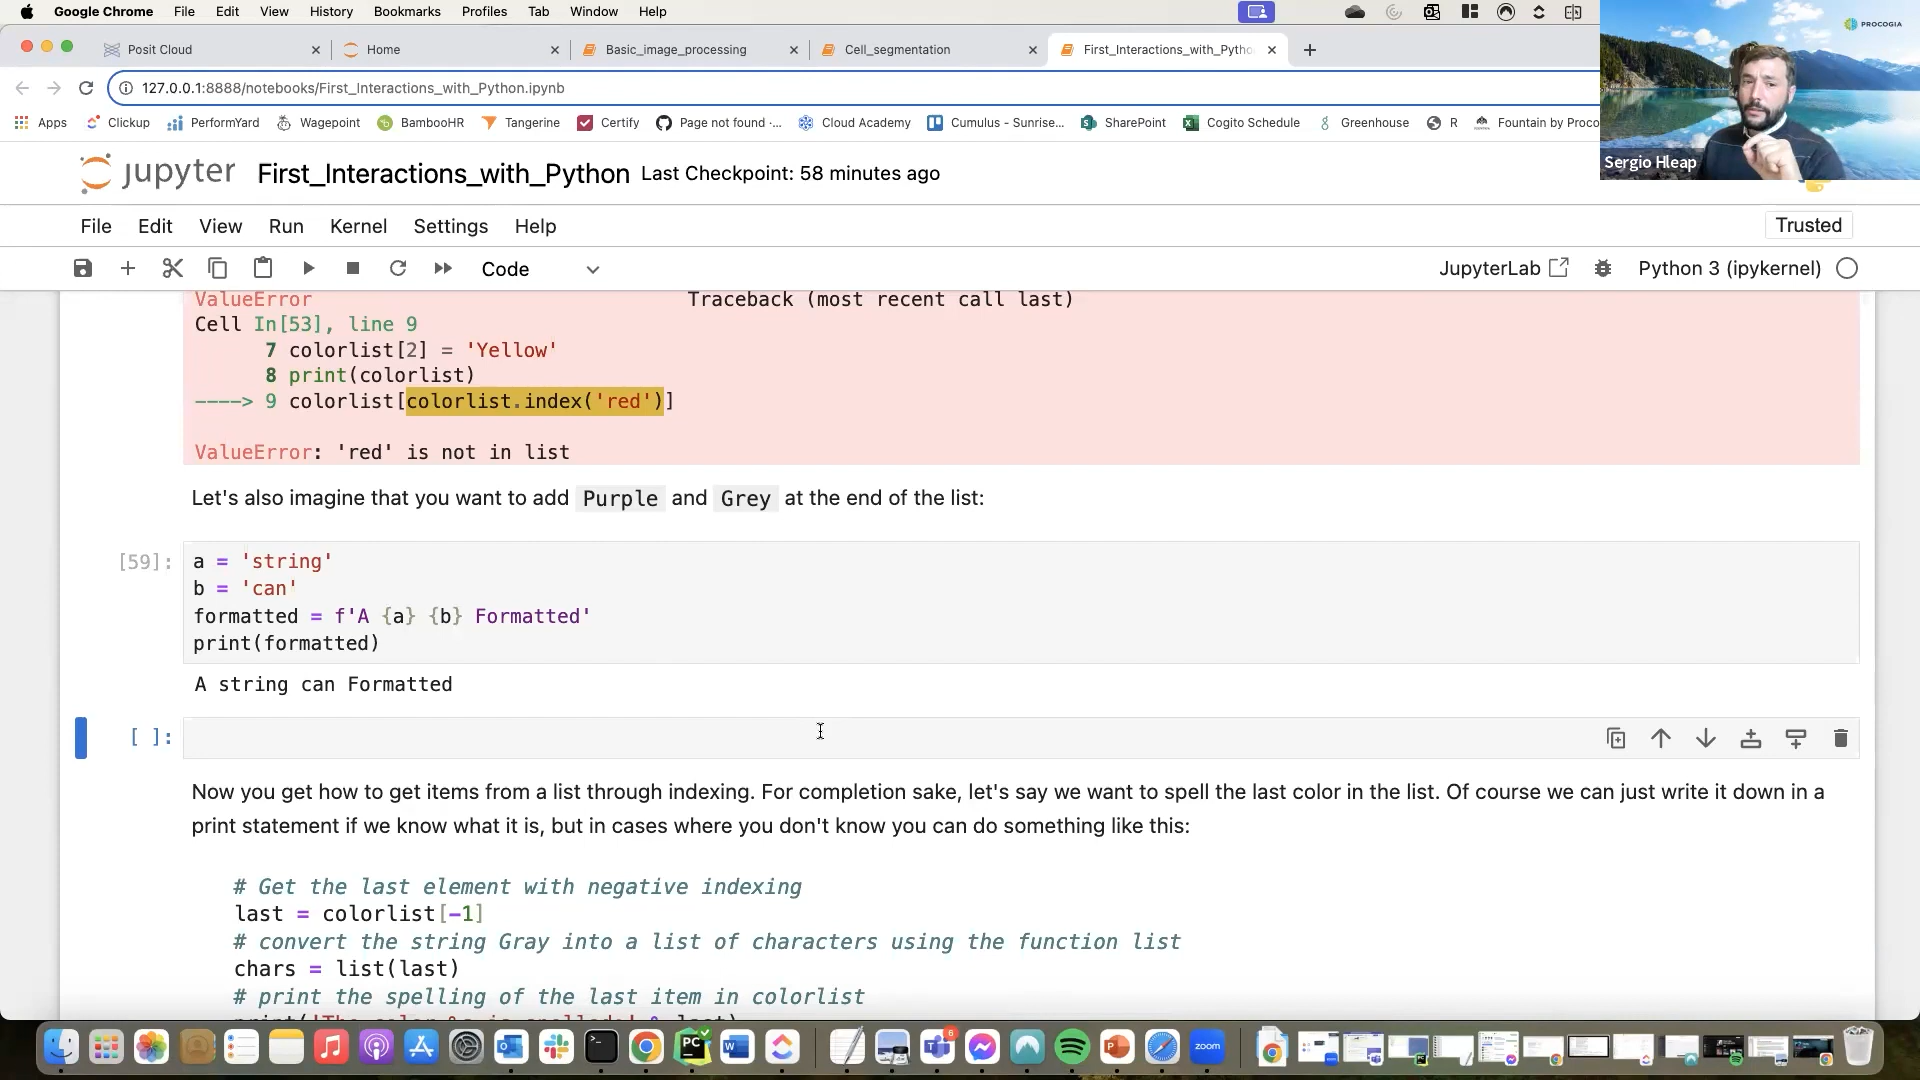 Google Chrome File Edit View History Bookmarks Profiles Tab Window Help
Posit Cloud
Home
Basic_image_processing
Cell_segmentation
First_Interactions_with_Pytho
127.0.0.1:8888/notebooks/First_Interactions_with_Python.ipynb
Apps Clickup PerformYard Wagepoint BambooHR Tangerine Certify Page not found ·... Cloud Academy Cumulus - Sunrise... SharePoint Cogito Schedule Greenhouse R Fountain by Proco
PROCOGIA
Sergio Hleap
jupyter First_Interactions_with_Python Last Checkpoint: 58 minutes ago
File Edit View Run Kernel Settings Help
Trusted
Code
JupyterLab
Python 3 (ipykernel)
ValueError Traceback (most recent call last)
Cell In[53], line 9
7 colorlist[2] = 'Yellow'
8 print(colorlist)
----> 9 colorlist[colorlist.index('red')]
ValueError: 'red' is not in list
Let's also imagine that you want to add Purple and Grey at the end of the list:
[59]:
a = 'string'
b = 'can'
formatted = f'A {a} {b} Formatted'
print(formatted)
A string can Formatted
[ ]:
Now you get how to get items from a list through indexing. For completion sake, let's say we want to spell the last color in the list. Of course we can just write it down in a
print statement if we know what it is, but in cases where you don't know you can do something like this:
# Get the last element with negative indexing
last = colorlist[-1]
# convert the string Gray into a list of characters using the function list
chars = list(last)
# print the spelling of the last item in colorlist
print('The color %s is spelled:' % last)
PC
zoom
8